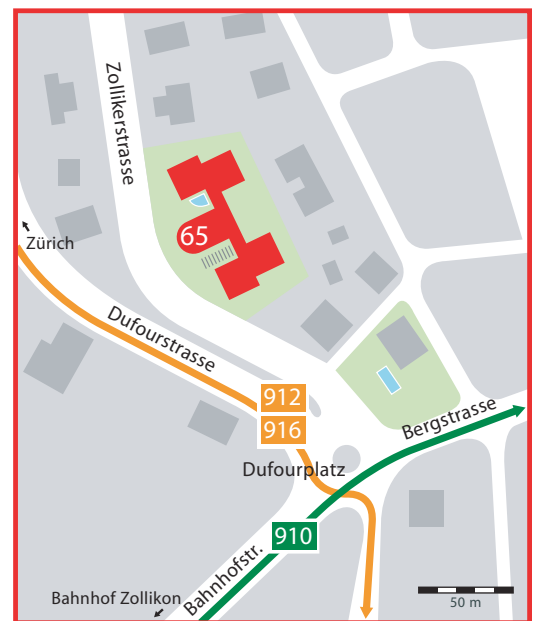 Zollikerstrasse
65
Zürich
Dufourstrasse
912
916
Bergstrasse
Dufourplatz
910
Bahnhofstr.
Bahnhof Zollikon
50 m